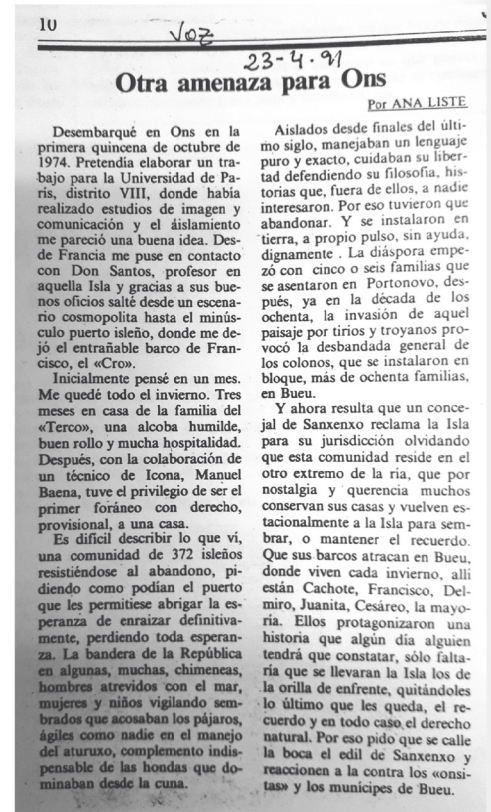 10
VOZ
23-4.91
Otra amenaza para Ons
Por ANA LISTE
Desembarqué en Ons en la
primera quincena de octubre de
1974. Pretendía elaborar un tra-
bajo para la Universidad de Pa-
rís, distrito VIII, donde había
realizado estudios de imagen y
comunicación y el áislamiento
me pareció una buena idea. Des-
de Francia me puse en contacto
con Don Santos, profesor en
aquella Isla y gracias a sus bue-
nos oficios salté desde un escena-
rio cosmopolita hasta el minús-
culo puerto isleño, donde me de-
jó el entrañable barco de Fran-
cisco, el «Cro».
Inicialmente pensé en un mes.
Me quedé todo el invierno. Tres
meses en casa de la familia del
«Terco», una alcoba humilde,
buen rollo y mucha hospitalidad.
Después, con la colaboración de
un técnico de Icona, Manuel
Baena, tuve el privilegio de ser el
primer foráneo con derecho,
provisional, a una casa.
Es difícil describir lo que ví,
una comunidad de 372 isleños
resistiéndose al abandono, pi-
diendo como podían el puerto
que les permitiese abrigar la es-
peranza de enraizar definitiva-
mente, perdiendo toda esperan-
za. La bandera de la República
en algunas, muchas, chimeneas,
hombres atrevidos con el mar,
mujeres y niños vigilando sem-
brados que acosaban los pájaros,
ágiles como nadie en el manejo
del aturuxo, complemento indis-
pensable de las hondas que do-
minaban desde la cuna.
Aislados desde finales del últi-
mo siglo, manejaban un lenguaje
puro y exacto, cuidaban su liber-
tad defendiendo su filosofía, his-
torias que, fuera de ellos, a nadie
interesaron. Por eso tuvieron que
abandonar. Y se instalaron en
tierra, a propio pulso, sin ayuda,
dignamente . La diáspora empe-
zó con cinco o seis familias que
se asentaron en Portonovo, des-
pués, ya en la década de los
ochenta, la invasión de aquel
paisaje por tirios y troyanos pro-
vocó la desbandada general de
los colonos, que se instalaron en
bloque, más de ochenta familias,
en Bueu.
Y ahora resulta que un conce-
jal de Sanxenxo reclama la Isla
para su jurisdicción olvidando
que esta comunidad reside en el
otro extremo de la ría, que por
nostalgia y querencia muchos
conservan sus casas y vuelven es-
tacionalmente a la Isla para sem-
brar, o mantener el recuerdo.
Que sus barcos atracan en Bueu,
donde viven cada invierno, allí
están Cachote, Francisco, Del-
miro, Juanita, Cesáreo, la mayo-
ría. Ellos protagonizaron una
historia que algún día alguien
tendrá que constatar, sólo falta-
ría que se llevaran la Isla los de
la orilla de enfrente, quitándoles
lo último que les queda, el re-
cuerdo y en todo caso el derecho
natural. Por eso pido que se calle
la boca el edil de Sanxenxo y
reaccionen a la contra los «onsi-
tas» y los munícipes de Bueu.